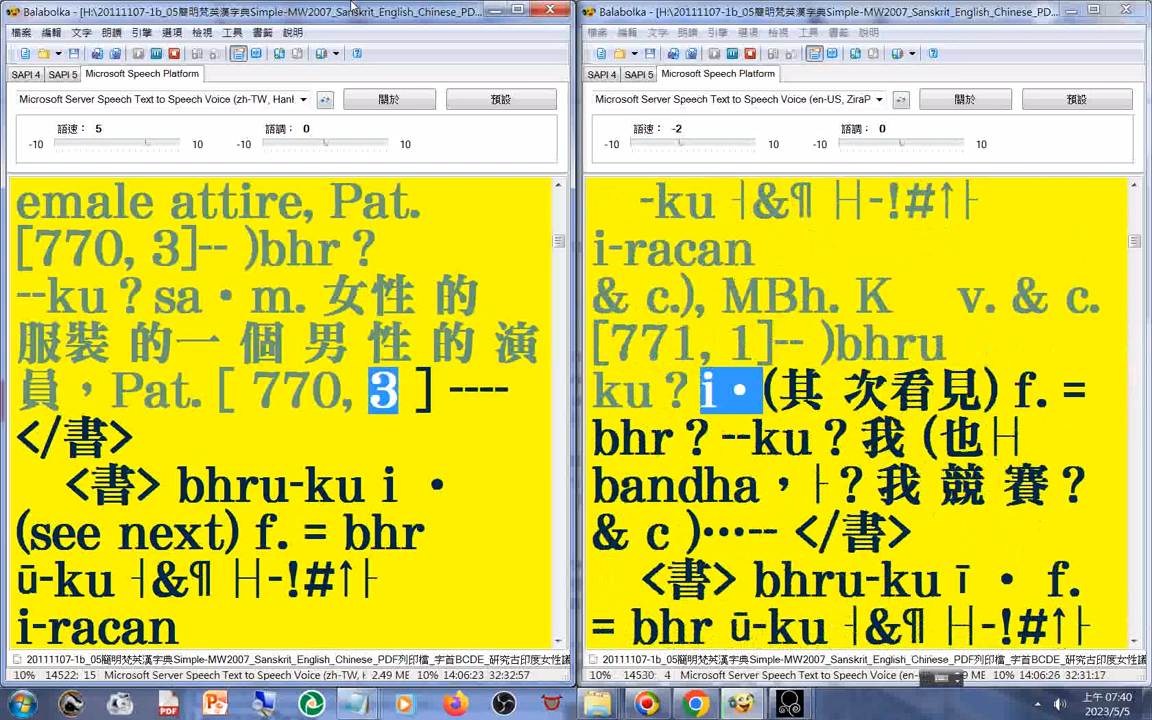 Balabolka - [H:\20111107-1b_05簡明梵英漢字典Simple-MW2007_Sanskrit_English_Chinese_PD...
檔案 編輯 文字 朗讀 引擎 選項 檢視 工具 書籤 說明
SAPI 4 SAPI 5 Microsoft Speech Platform
Microsoft Server Speech Text to Speech Voice (zh-TW, Hanl
關於 預設
語速： 5 語調： 0
-10 10 -10 10
emale attire, Pat.
[770, 3]-- )bhr？
--ku？sa‧m. 女性 的
服裝 的一 個 男 性 的 演
員，Pat. [ 770, 3 ] ----
</書>
<書> bhru-ku i ‧
(see next) f. = bhr
ū-ku ┤&¶ ├-!#↑├
i-racan
20111107-1b_05簡明梵英漢字典Simple-MW2007_Sanskrit_English_Chinese_PDF列印檔_字首BCDE_研究古印度女性議
10% 14522: 15 Microsoft Server Speech Text to Speech Voice (zh-TW, H 2.49 MB 10% 14:06:23 32:32:57
Balabolka - [H:\20111107-1b_05簡明梵英漢字典Simple-MW2007_Sanskrit_English_Chinese_PD...
檔案 編輯 文字 朗讀 引擎 選項 檢視 工具 書籤 說明
SAPI 4 SAPI 5 Microsoft Speech Platform
Microsoft Server Speech Text to Speech Voice (en-US, ZiraP
關於 預設
語速： -2 語調： 0
-10 10 -10 10
-ku ┤&¶ ├-!#↑├
i-racan
& c.), MBh. K v. & c.
[771, 1]-- )bhru
ku？i‧(其 次看見) f. =
bhr？--ku？我 (也├
bandha，├？我 競 賽？
& c )…-- </書>
<書> bhru-ku ī ‧ f.
= bhr ū-ku ┤&¶ ├-!#↑├
20111107-1b_05簡明梵英漢字典Simple-MW2007_Sanskrit_English_Chinese_PDF列印檔_字首BCDE_研究古印度女性議
10% 14530: 4 Microsoft Server Speech Text to Speech Voice (en-US, 9 ME 10% 14:06:26 32:31:17
上午 07:40
2023/5/5